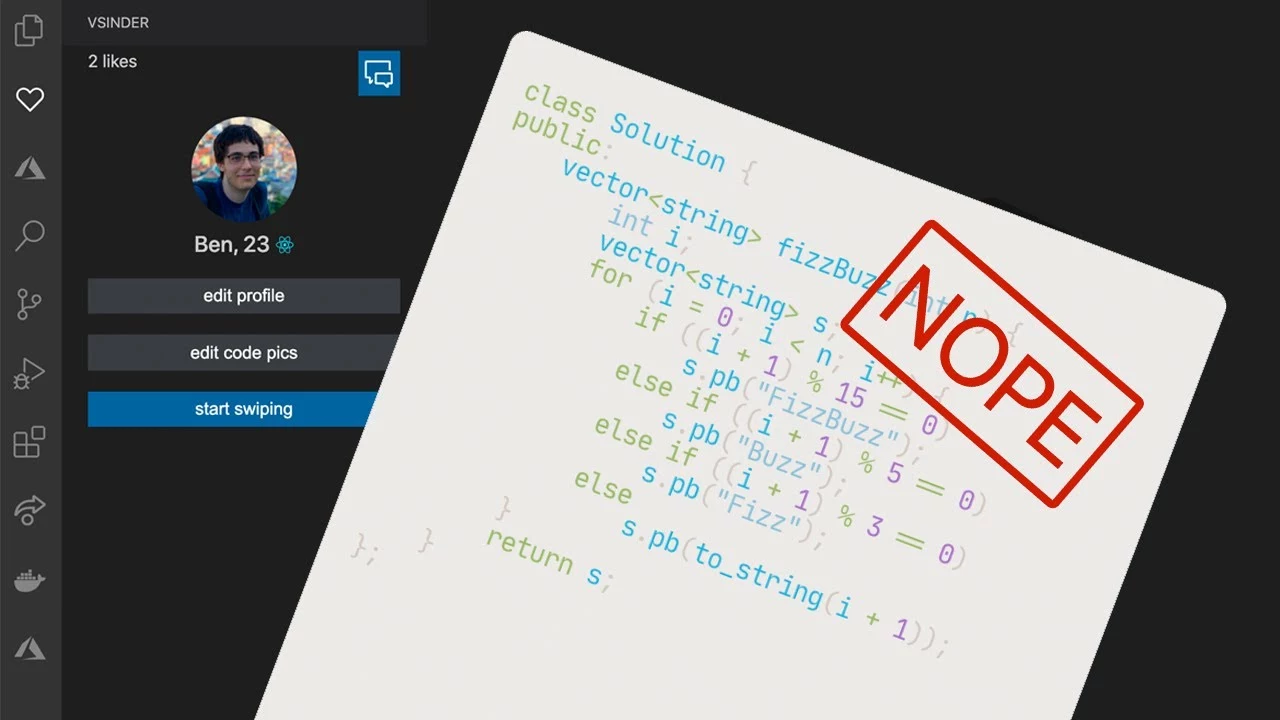 VSINDER
2 likes
Ben, 23
edit profile
edit code pics
start swiping
class Solution {
public:
vector<string> fizzBuzz(int n) {
int i;
vector<string> s;
for (i = 0; i < n; i++) {
if ((i + 1) % 15 == 0)
s.pb("FizzBuzz");
else if ((i + 1) % 5 == 0)
s.pb("Buzz");
else if ((i + 1) % 3 == 0)
s.pb("Fizz");
else
s.pb(to_string(i + 1));
}
return s;
}
};
NOPE